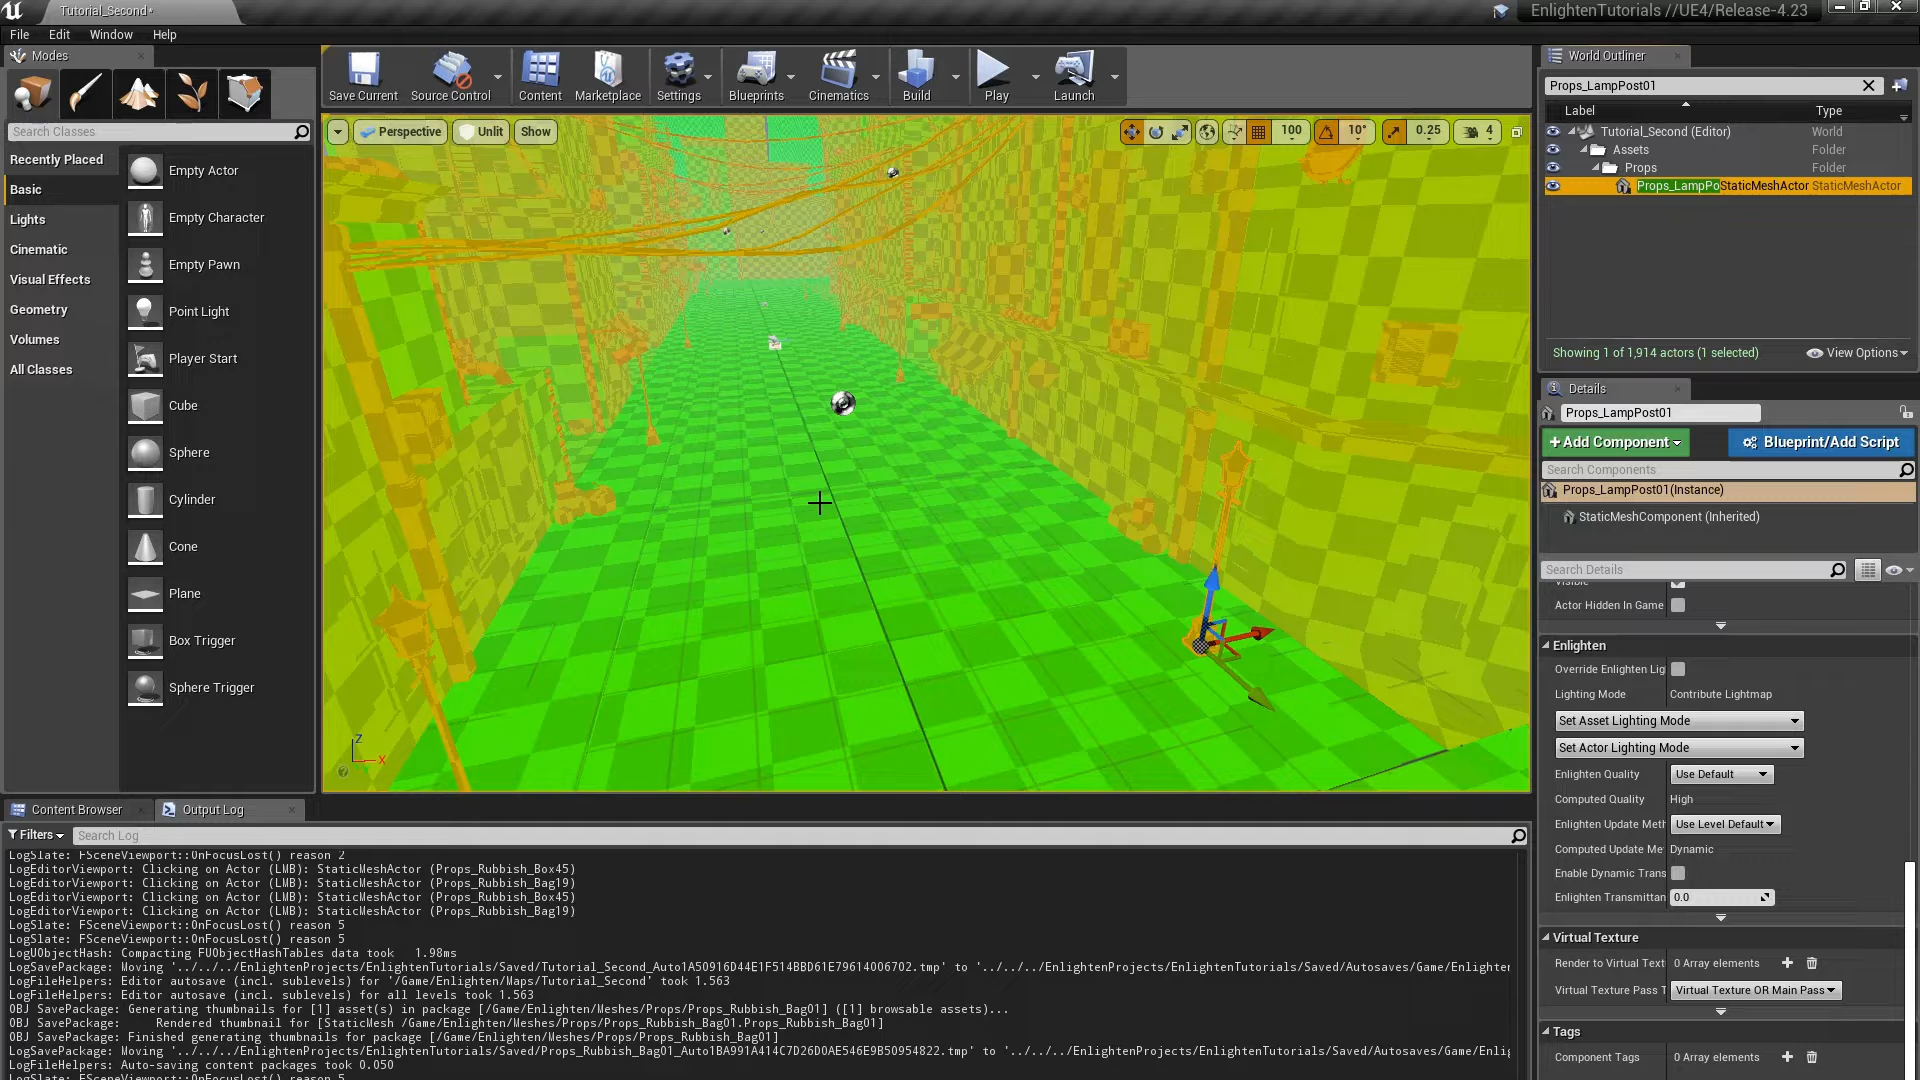 Tutorial_Second*
EnlightenTutorials //UE4/Release-4.23
File Edit Window Help
Modes
Search Classes
Recently Placed
Basic
Lights
Cinematic
Visual Effects
Geometry
Volumes
All Classes
Empty Actor
Empty Character
Empty Pawn
Point Light
Player Start
Cube
Sphere
Cylinder
Cone
Plane
Box Trigger
Sphere Trigger
Save Current Source Control Content Marketplace Settings Blueprints Cinematics Build Play Launch
Perspective Unlit Show
100 10° 0.25 4
Z
X
World Outliner
Props_LampPost01
Label Type
Tutorial_Second (Editor) World
Assets Folder
Props Folder
Props_LampPoStaticMeshActor StaticMeshActor
Showing 1 of 1,914 actors (1 selected) View Options
Details
Props_LampPost01
+Add Component Blueprint/Add Script
Search Components
Props_LampPost01(Instance)
StaticMeshComponent (Inherited)
Search Details
Visible
Actor Hidden In Game
Enlighten
Override Enlighten Lig
Lighting Mode Contribute Lightmap
Set Asset Lighting Mode
Set Actor Lighting Mode
Enlighten Quality Use Default
Computed Quality High
Enlighten Update Meth Use Level Default
Computed Update Me Dynamic
Enable Dynamic Trans
Enlighten Transmittan 0.0
Virtual Texture
Render to Virtual Text 0 Array elements
Virtual Texture Pass T Virtual Texture OR Main Pass
Tags
Component Tags 0 Array elements
Content Browser Output Log
Filters Search Log
LogSlate: FSceneViewport::OnFocusLost() reason 2
LogEditorViewport: Clicking on Actor (LMB): StaticMeshActor (Props_Rubbish_Box45)
LogEditorViewport: Clicking on Actor (LMB): StaticMeshActor (Props_Rubbish_Bag19)
LogEditorViewport: Clicking on Actor (LMB): StaticMeshActor (Props_Rubbish_Box45)
LogEditorViewport: Clicking on Actor (LMB): StaticMeshActor (Props_Rubbish_Bag19)
LogSlate: FSceneViewport::OnFocusLost() reason 5
LogSlate: FSceneViewport::OnFocusLost() reason 5
LogUObjectHash: Compacting FUObjectHashTables data took 1.98ms
LogSavePackage: Moving '../../../EnlightenProjects/EnlightenTutorials/Saved/Tutorial_Second_Auto1A50916D44E1F514BBD61E79614006702.tmp' to '../../../EnlightenProjects/EnlightenTutorials/Saved/Autosaves/Game/Enlighter
LogFileHelpers: Editor autosave (incl. sublevels) for '/Game/Enlighten/Maps/Tutorial_Second' took 1.563
LogFileHelpers: Editor autosave (incl. sublevels) for all levels took 1.563
OBJ SavePackage: Generating thumbnails for [1] asset(s) in package [/Game/Enlighten/Meshes/Props/Props_Rubbish_Bag01] ([1] browsable assets)...
OBJ SavePackage: Rendered thumbnail for [StaticMesh /Game/Enlighten/Meshes/Props/Props_Rubbish_Bag01.Props_Rubbish_Bag01]
OBJ SavePackage: Finished generating thumbnails for package [/Game/Enlighten/Meshes/Props/Props_Rubbish_Bag01]
LogSavePackage: Moving '../../../EnlightenProjects/EnlightenTutorials/Saved/Props_Rubbish_Bag01_Auto1BA991A414C7D26D0AE546E9B50954822.tmp' to '../../../EnlightenProjects/EnlightenTutorials/Saved/Autosaves/Game/Enlig
LogFileHelpers: Auto-saving content packages took 0.050
LogSlate: FSceneViewport::OnFocusLost() reason 5